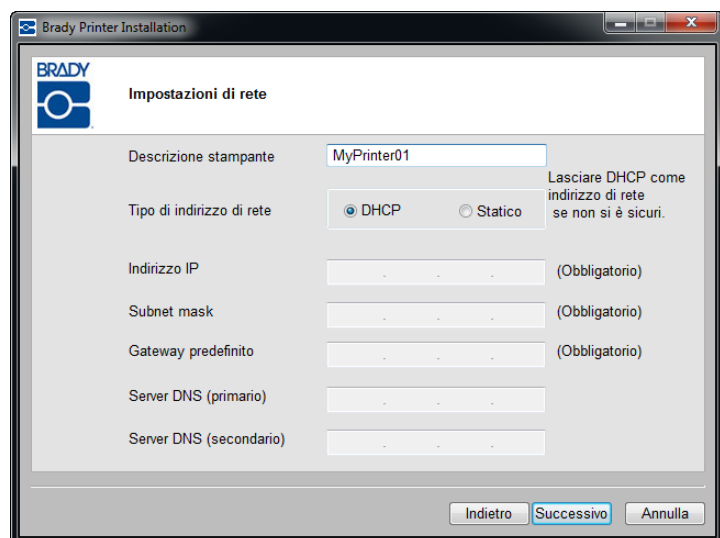 Brady Printer Installation
BRADY
Impostazioni di rete
Descrizione stampante
MyPrinter01
Lasciare DHCP come
indirizzo di rete
se non si è sicuri.
Tipo di indirizzo di rete
DHCP
Statico
Indirizzo IP
(Obbligatorio)
Subnet mask
(Obbligatorio)
Gateway predefinito
(Obbligatorio)
Server DNS (primario)
Server DNS (secondario)
Indietro
Successivo
Annulla